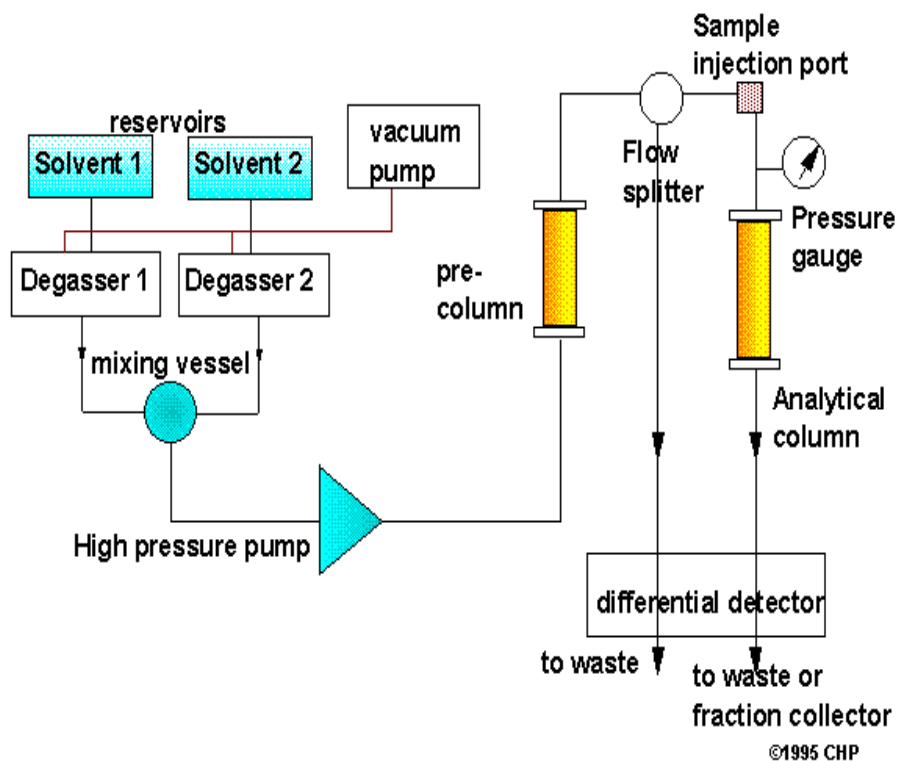 Sample
injection port
reservoirs
Solvent 1
Solvent 2
vacuum
pump
Flow
splitter
Pressure
gauge
Degasser 1
Degasser 2
pre-
column
mixing vessel
Analytical
column
High pressure pump
differential detector
to waste
to waste or
fraction collector
©1995 CHP